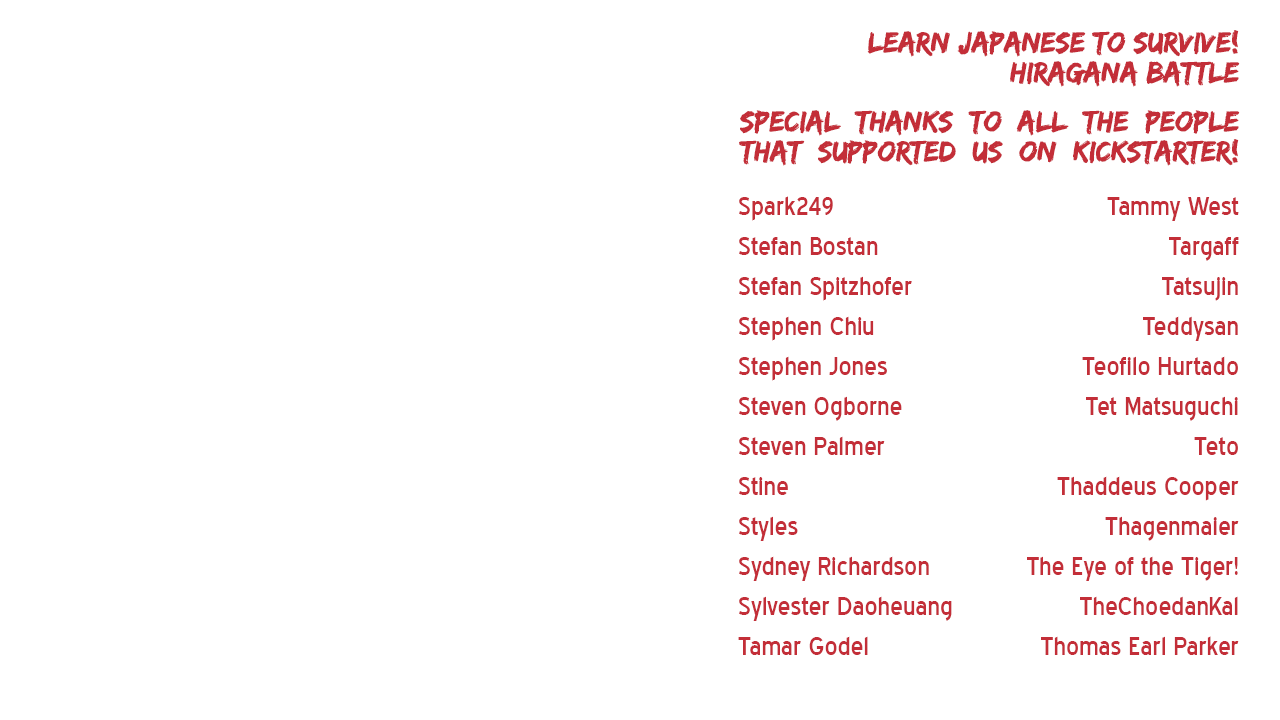 LEARN JAPANESE TO SURVIVE!
HIRAGANA BATTLE
SPECIAL THANKS TO ALL THE PEOPLE
THAT SUPPORTED US ON KICKSTARTER!
Spark249 Tammy West
Stefan Bostan Targaff
Stefan Spitzhofer Tatsujin
Stephen Chiu Teddysan
Stephen Jones Teofilo Hurtado
Steven Ogborne Tet Matsuguchi
Steven Palmer Teto
Stine Thaddeus Cooper
Styles Thagenmaier
Sydney Richardson The Eye of the Tiger!
Sylvester Daoheuang TheChoedanKal
Tamar Godel Thomas Earl Parker